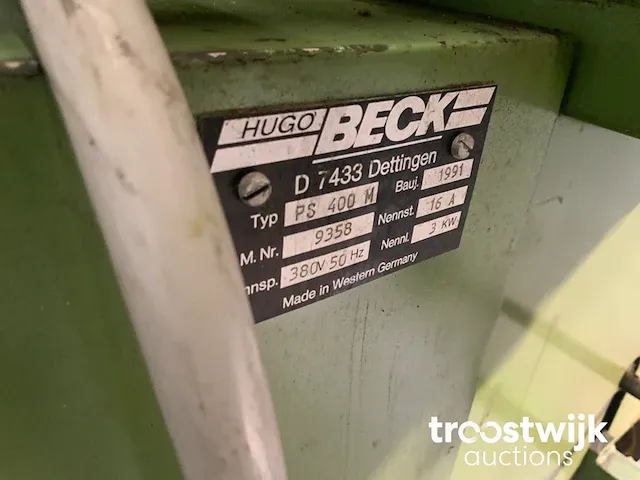 HUGO BECK
D 7433 Dettingen
Typ PS 400 M Bauj. 1991
M. Nr. 9358 Nennst. 16 A
nnsp. 380V 50 Hz Nennl. 3 KW
Made in Western Germany
troostwijk
auctions